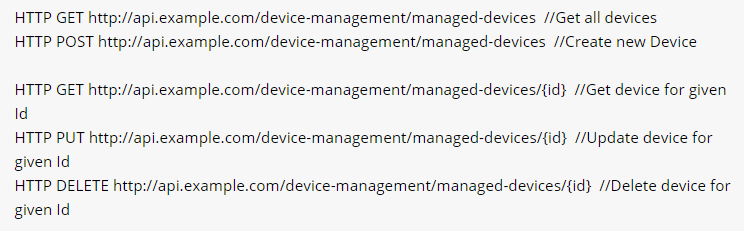 HTTP GET http://api.example.com/device-management/managed-devices  //Get all devices
HTTP POST http://api.example.com/device-management/managed-devices  //Create new Device
HTTP GET http://api.example.com/device-management/managed-devices/{id}  //Get device for given
Id
HTTP PUT http://api.example.com/device-management/managed-devices/{id}  //Update device for
given Id
HTTP DELETE http://api.example.com/device-management/managed-devices/{id}  //Delete device for
given Id